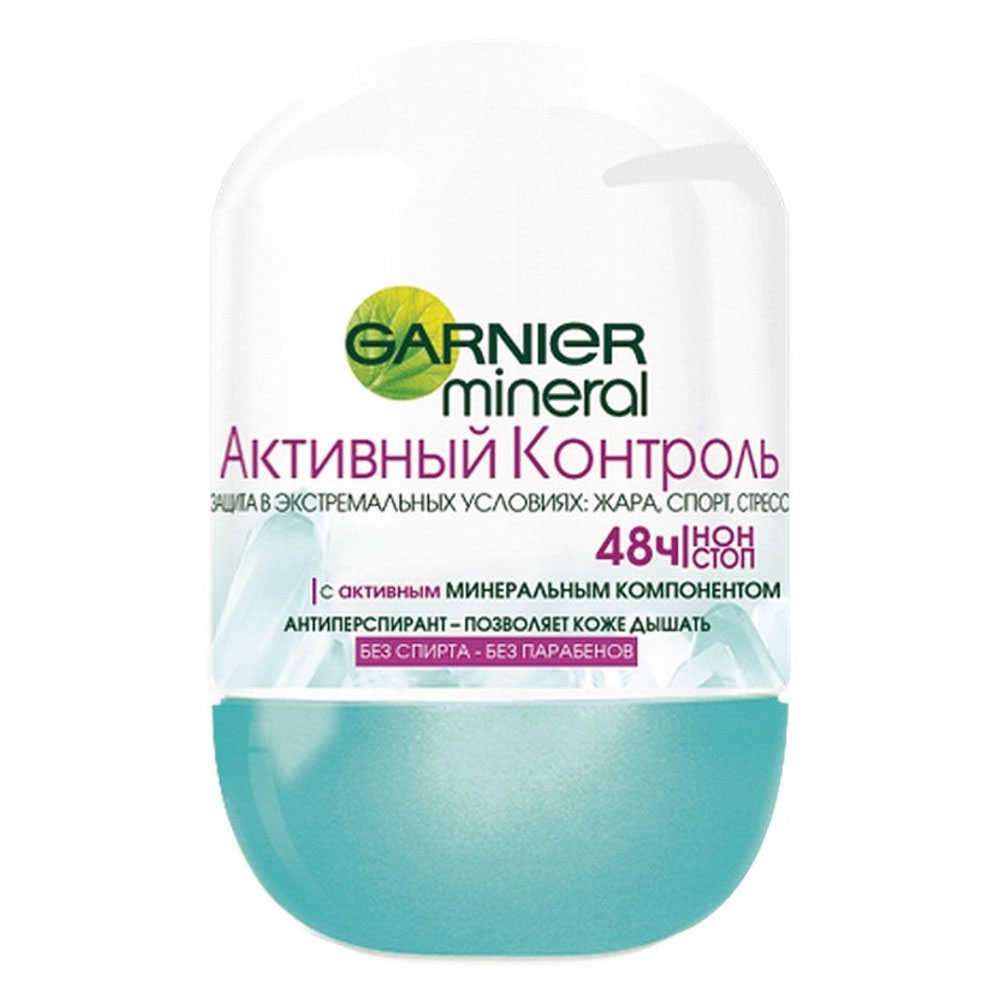 GARNIER
mineral
Активный Контроль
ЗАЩИТА В ЭКСТРЕМАЛЬНЫХ УСЛОВИЯХ: ЖАРА, СПОРТ, СТРЕСС
48ч НОН
СТОП
с активным МИНЕРАЛЬНЫМ КОМПОНЕНТОМ
АНТИПЕРСПИРАНТ – ПОЗВОЛЯЕТ КОЖЕ ДЫШАТЬ
БЕЗ СПИРТА - БЕЗ ПАРАБЕНОВ